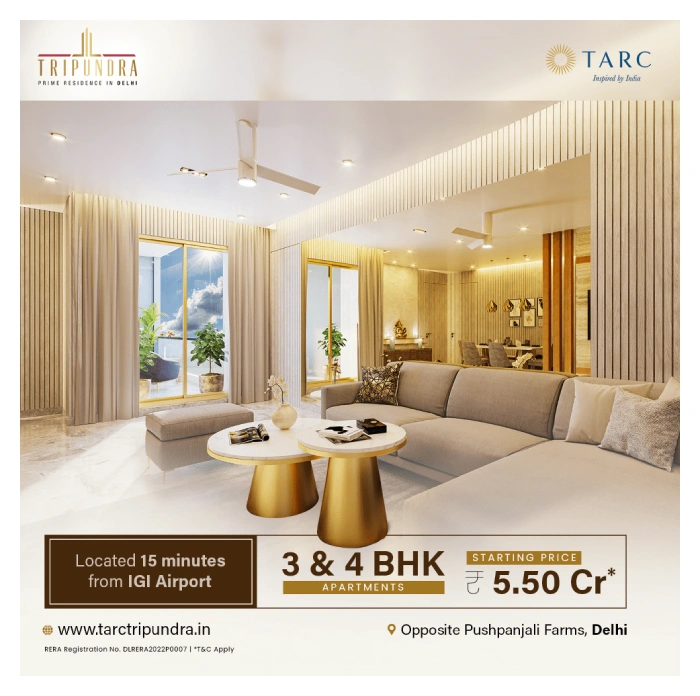 TRIPUNDRA
PRIME RESIDENCE IN DELHI
TARC
Inspired by India
Located 15 minutes
from IGI Airport
3 & 4 BHK
APARTMENTS
STARTING PRICE
₹ 5.50 Cr*
www.tarctripundra.in
Opposite Pushpanjali Farms, Delhi
RERA Registration No. DLRERA2022P0007 | *T&C Apply